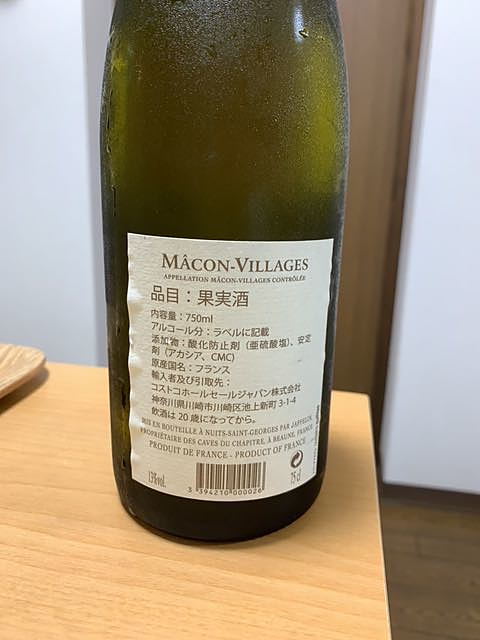 MÂCON-VILLAGES
APPELLATION MÂCON-VILLAGES CONTRÔLÉE
品目：果実酒
内容量：750ml
アルコール分：ラベルに記載
添加物：酸化防止剤（亜硫酸塩）、安定
剤（アカシア、CMC）
原産国名：フランス
輸入者及び引取先：
コストコホールセールジャパン株式会社
神奈川県川崎市川崎区池上新町 3-1-4
飲酒は 20 歳になってから。
MIS EN BOUTEILLE À NUITS-SAINT-GEORGES PAR JAFFELIN,
PROPRIÉTAIRE DES CAVES DU CHAPITRE, À BEAUNE, FRANCE
PRODUIT DE FRANCE - PRODUCT OF FRANCE
13%vol.
75 cl
3 394210 000026